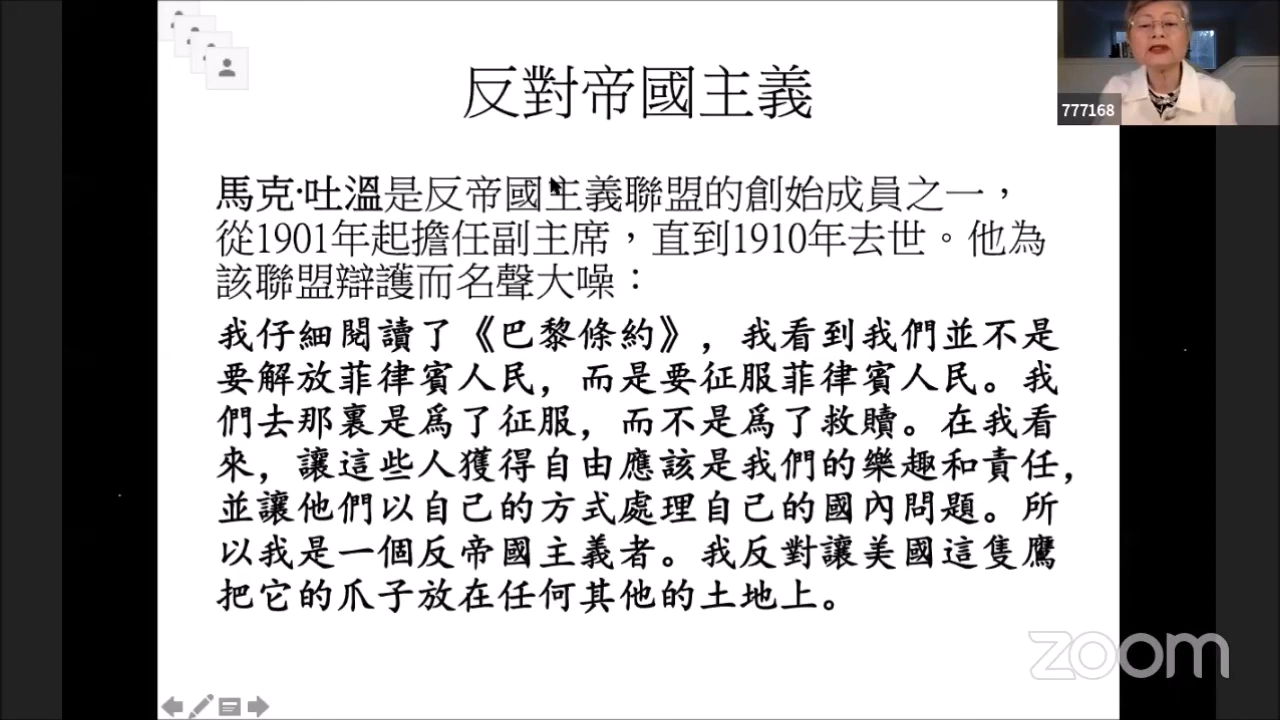 反對帝國主義
777168
馬克·吐溫是反帝國主義聯盟的創始成員之一，
從1901年起擔任副主席，直到1910年去世。他為
該聯盟辯護而名聲大噪：
我仔細閱讀了《巴黎條約》，我看到我們並不是
要解放菲律賓人民，而是要征服菲律賓人民。我
們去那裏是爲了征服，而不是爲了救贖。在我看
來，讓這些人獲得自由應該是我們的樂趣和責任，
並讓他們以自己的方式處理自己的國內問題。所
以我是一個反帝國主義者。我反對讓美國這隻鷹
把它的爪子放在任何其他的土地上。
zoom